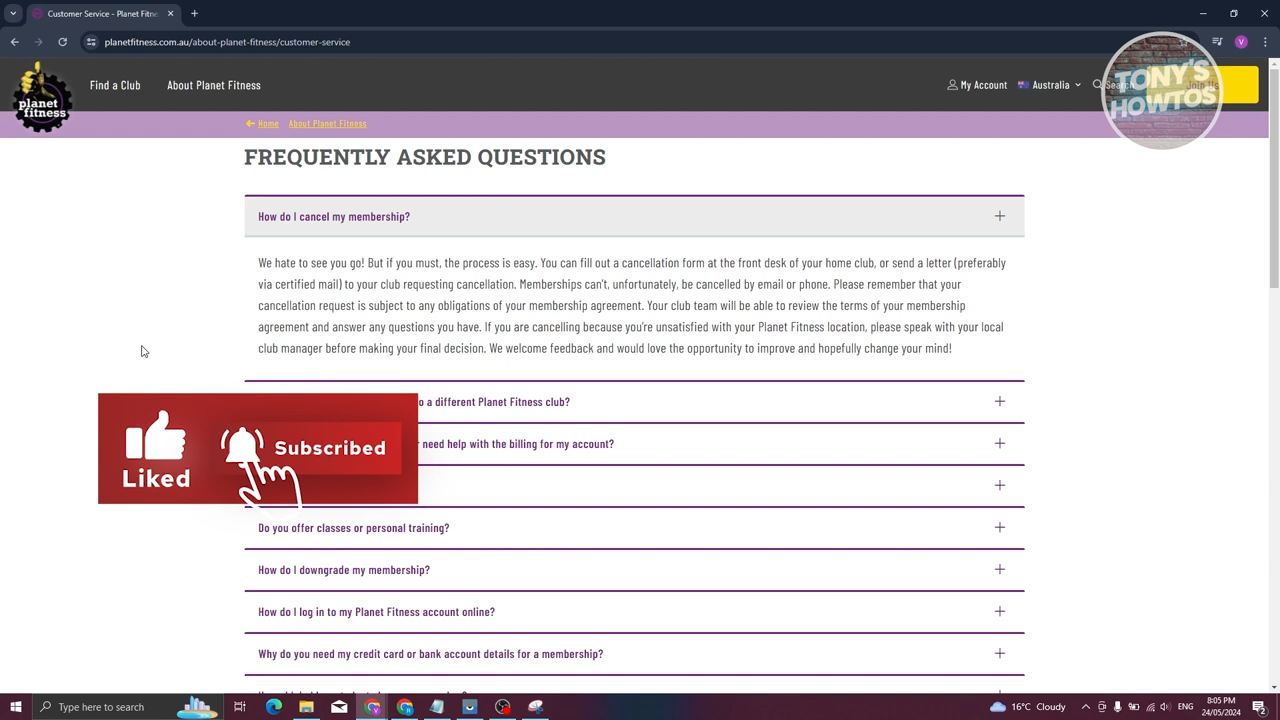 Customer Service - Planet Fitne
planetfitness.com.au/about-planet-fitness/customer-service
V
planet
fitness
Find a Club
About Planet Fitness
My Account
Australia
Search
Join Us
TONY'S
HOWTOS
Home
About Planet Fitness
FREQUENTLY ASKED QUESTIONS
How do I cancel my membership?
We hate to see you go! But if you must, the process is easy. You can fill out a cancellation form at the front desk of your home club, or send a letter (preferably
via certified mail) to your club requesting cancellation. Memberships can't, unfortunately, be cancelled by email or phone. Please remember that your
cancellation request is subject to any obligations of your membership agreement. Your club team will be able to review the terms of your membership
agreement and answer any questions you have. If you are cancelling because you're unsatisfied with your Planet Fitness location, please speak with your local
club manager before making your final decision. We welcome feedback and would love the opportunity to improve and hopefully change your mind!
o a different Planet Fitness club?
need help with the billing for my account?
Liked
Subscribed
Do you offer classes or personal training?
How do I downgrade my membership?
How do I log in to my Planet Fitness account online?
Why do you need my credit card or bank account details for a membership?
Type here to search
16°C Cloudy
8:05 PM
24/05/2024
2